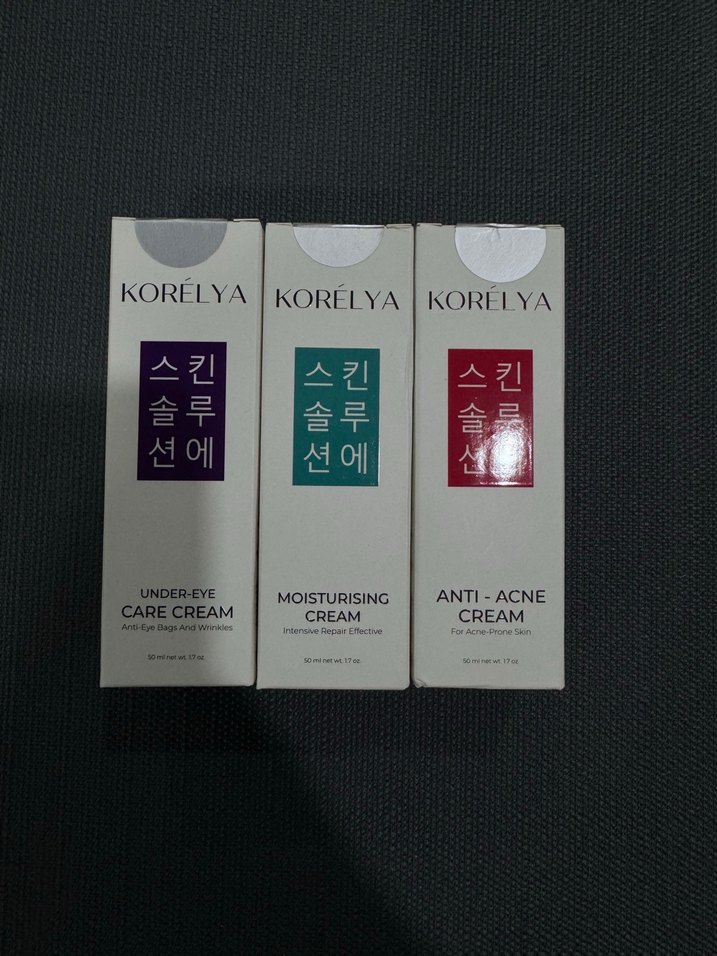 KORÉLYA
스킨
솔루
션에
UNDER-EYE
CARE CREAM
Anti-Eye Bags And Wrinkles
50 ml net wt. 1.7 oz.
KORÉLYA
스킨
솔루
션에
MOISTURISING
CREAM
Intensive Repair Effective
50 ml net wt. 1.7 oz.
KORÉLYA
스킨
솔루
션에
ANTI - ACNE
CREAM
For Acne-Prone Skin
50 ml net wt. 1.7 oz